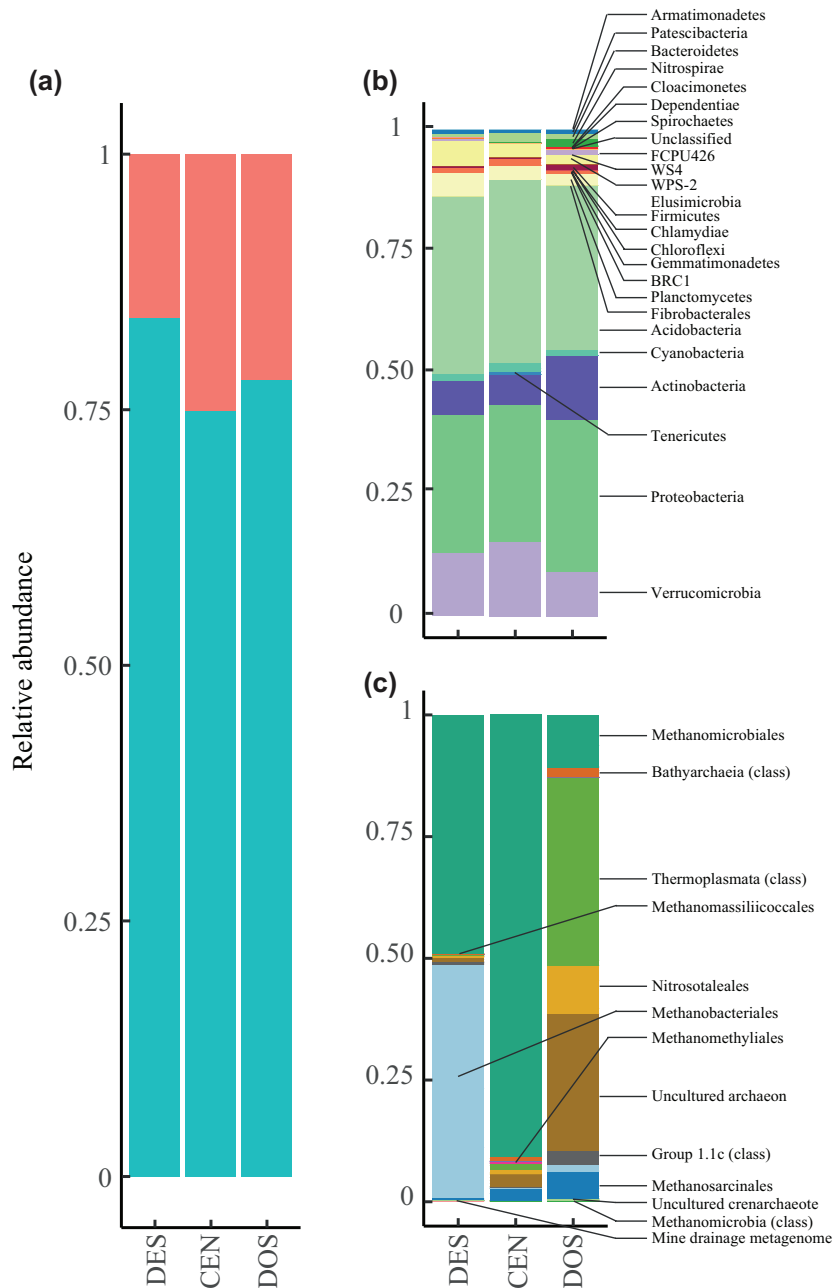 (a)
Relative abundance
1
0.75
0.50
0.25
0
DES
CEN
DOS
(b)
1
0.75
0.50
0.25
0
Armatimonadetes
Patescibacteria
Bacteroidetes
Nitrospirae
Cloacimonetes
Dependentiae
Spirochaetes
Unclassified
FCPU426
WS4
WPS-2
Elusimicrobia
Firmicutes
Chlamydiae
Chloroflexi
Gemmatimonadetes
BRC1
Planctomycetes
Fibrobacterales
Acidobacteria
Cyanobacteria
Actinobacteria
Tenericutes
Proteobacteria
Verrucomicrobia
(c)
1
0.75
0.50
0.25
0
Methanomicrobiales
Bathyarchaeia (class)
Thermoplasmata (class)
Methanomassiliicoccales
Nitrosotaleales
Methanobacteriales
Methanomethyliales
Uncultured archaeon
Group 1.1c (class)
Methanosarcinales
Uncultured crenarchaeote
Methanomicrobia (class)
Mine drainage metagenome
DES
CEN
DOS